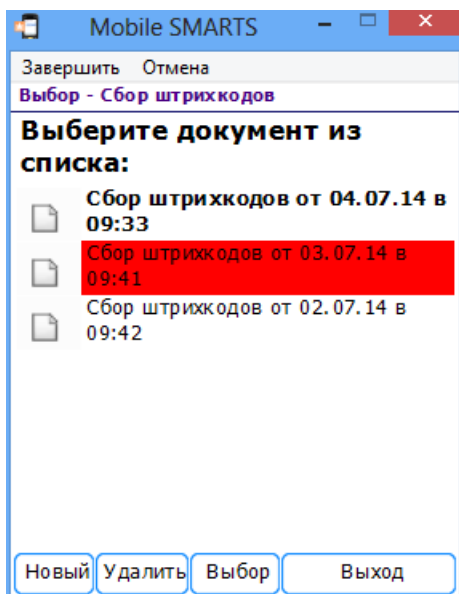 Mobile SMARTS
Завершить Отмена
Выбор - Сбор штрихкодов
Выберите документ из
списка:
Сбор штрихкодов от 04.07.14 в
09:33
Сбор штрихкодов от 03.07.14 в
09:41
Сбор штрихкодов от 02.07.14 в
09:42
Новый Удалить Выбор Выход